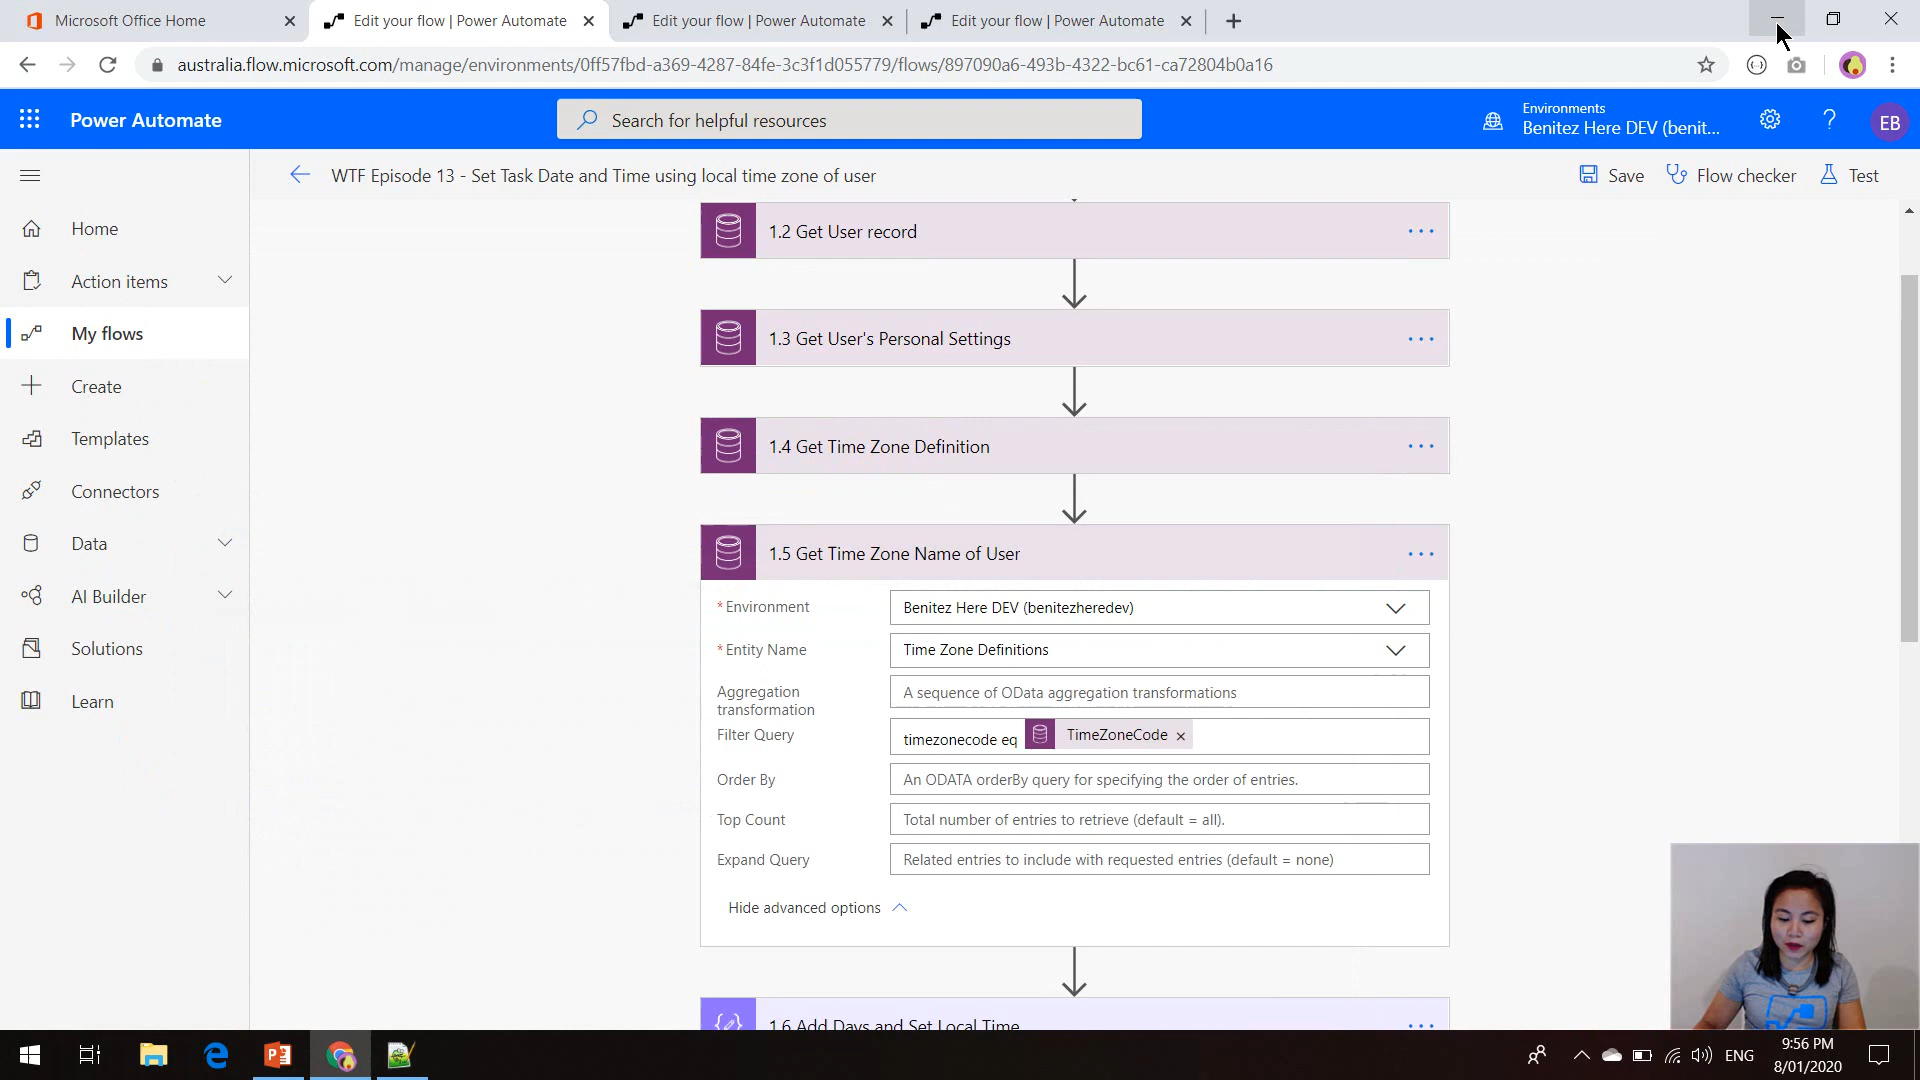 Microsoft Office Home
Edit your flow | Power Automate
Edit your flow | Power Automate
Edit your flow | Power Automate
australia.flow.microsoft.com/manage/environments/0ff57fbd-a369-4287-84fe-3c3f1d055779/flows/897090a6-493b-4322-bc61-ca72804b0a16
Power Automate
Search for helpful resources
Environments
Benitez Here DEV (benit...
EB
WTF Episode 13 - Set Task Date and Time using local time zone of user
Save
Flow checker
Test
Home
Action items
My flows
Create
Templates
Connectors
Data
AI Builder
Solutions
Learn
1.2 Get User record
1.3 Get User's Personal Settings
1.4 Get Time Zone Definition
1.5 Get Time Zone Name of User
* Environment
Benitez Here DEV (benitezheredev)
* Entity Name
Time Zone Definitions
Aggregation transformation
A sequence of OData aggregation transformations
Filter Query
timezonecode eq TimeZoneCode ×
Order By
An ODATA orderBy query for specifying the order of entries.
Top Count
Total number of entries to retrieve (default = all).
Expand Query
Related entries to include with requested entries (default = none)
Hide advanced options
1.6 Add Days and Set Local Time
ENG
9:56 PM
8/01/2020